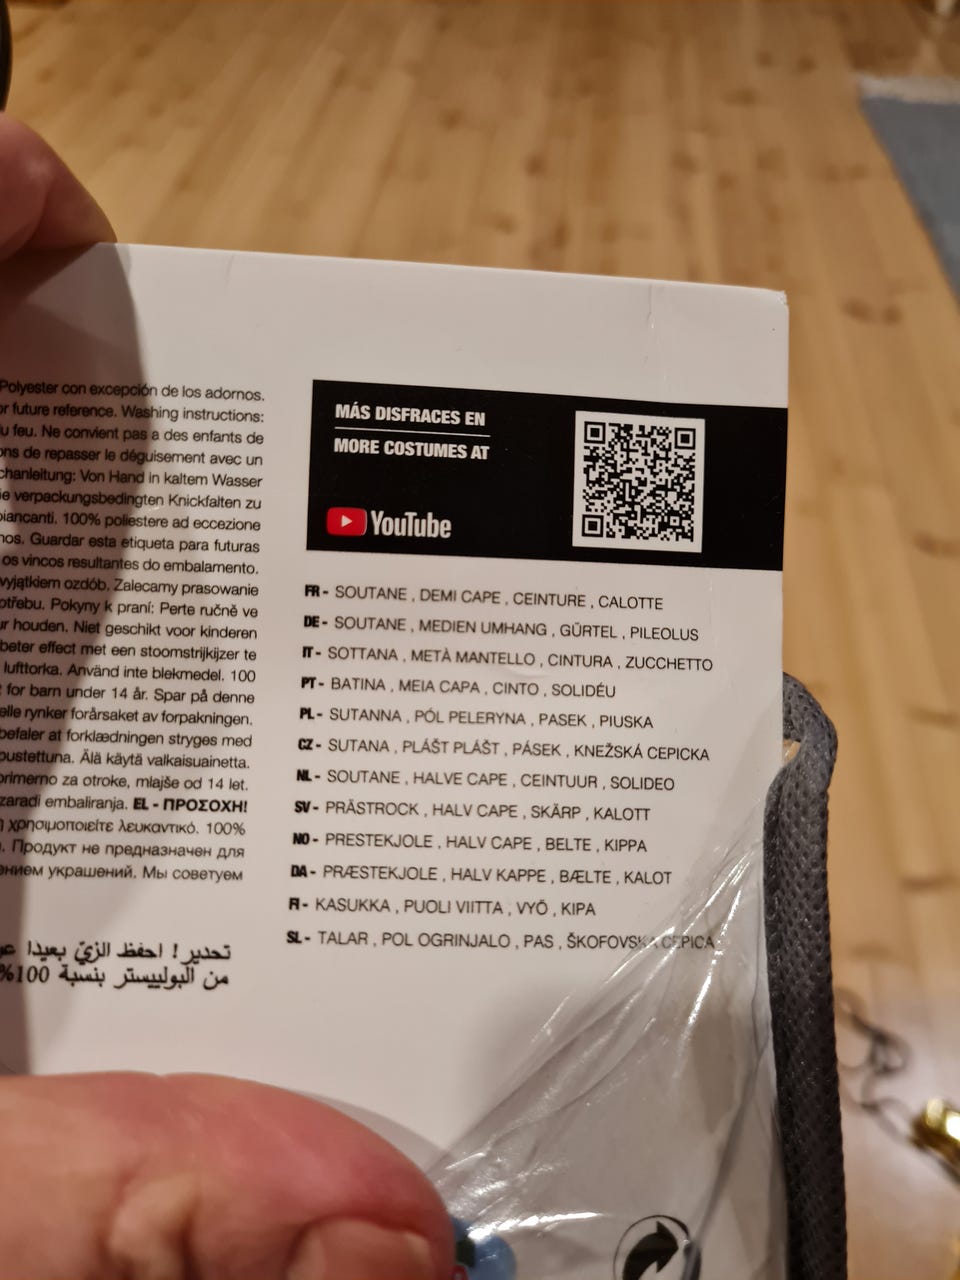 Polyester con excepción de los adornos.
or future reference. Washing instructions:
du feu. Ne convient pas a des enfants de
ons de repasser le déguisement avec un
chanleitung: Von Hand in kaltem Wasser
ie verpackungsbedingten Knickfalten zu
biancanti. 100% poliestere ad eccezione
nos. Guardar esta etiqueta para futuras
os vincos resultantes do embalamento.
wyjątkiem ozdób. Zalecamy prasowanie
potřebu. Pokyny k praní: Perte ručně ve
ur houden. Niet geschikt voor kinderen
beter effect met een stoomstrijkijzer te
lufttorka. Använd inte blekmedel. 100
for barn under 14 år. Spar på denne
elle rynker forårsaket av forpakningen.
befaler at forklædningen stryges med
pustettuna. Älä käytä valkaisuainetta.
primerno za otroke, mlajše od 14 let.
zaradi embaliranja. EL - ΠΡΟΣΟΧΗ!
η χρησιμοποιείτε λευκαντικό. 100%
Продукт не предназначен для
ением украшений. Мы советуем
تحذير! احفظ الزيّ بعيدا
من البولييستر بنسبة 100%
MÁS DISFRACES EN
MORE COSTUMES AT
YouTube
FR - SOUTANE , DEMI CAPE , CEINTURE , CALOTTE
DE - SOUTANE , MEDIEN UMHANG , GÜRTEL , PILEOLUS
IT - SOTTANA , METÀ MANTELLO , CINTURA , ZUCCHETTO
PT - BATINA , MEIA CAPA , CINTO , SOLIDÉU
PL - SUTANNA , PÓL PELERYNA , PASEK , PIUSKA
CZ - SUTANA , PLÁŠT PLÁŠT , PÁSEK , KNEŽSKÁ CEPICKA
NL - SOUTANE , HALVE CAPE , CEINTUUR , SOLIDEO
SV - PRÄSTROCK , HALV CAPE , SKÄRP , KALOTT
NO - PRESTEKJOLE , HALV CAPE , BELTE , KIPPA
DA - PRÆSTEKJOLE , HALV KAPPE , BÆLTE , KALOT
FI - KASUKKA , PUOLI VIITTA , VYÖ , KIPA
SL - TALAR , POL OGRINJALO , PAS , ŠKOFOVSKA CEPICA